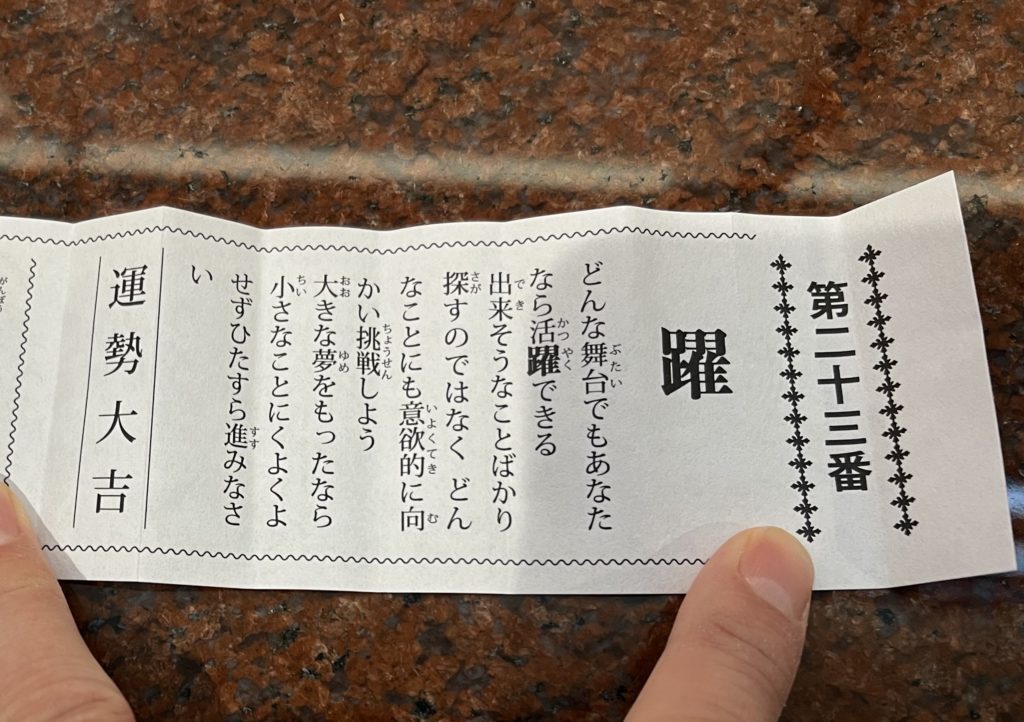 第二十三番
躍
どんな舞台でもあなた
なら活躍できる
出来そうなことばかり
探すのではなく どん
なことにも意欲的に向
かい挑戦しよう
大きな夢をもったなら
小さなことにくよくよ
せずひたすら進みなさ
い
運勢大吉
がんぼう